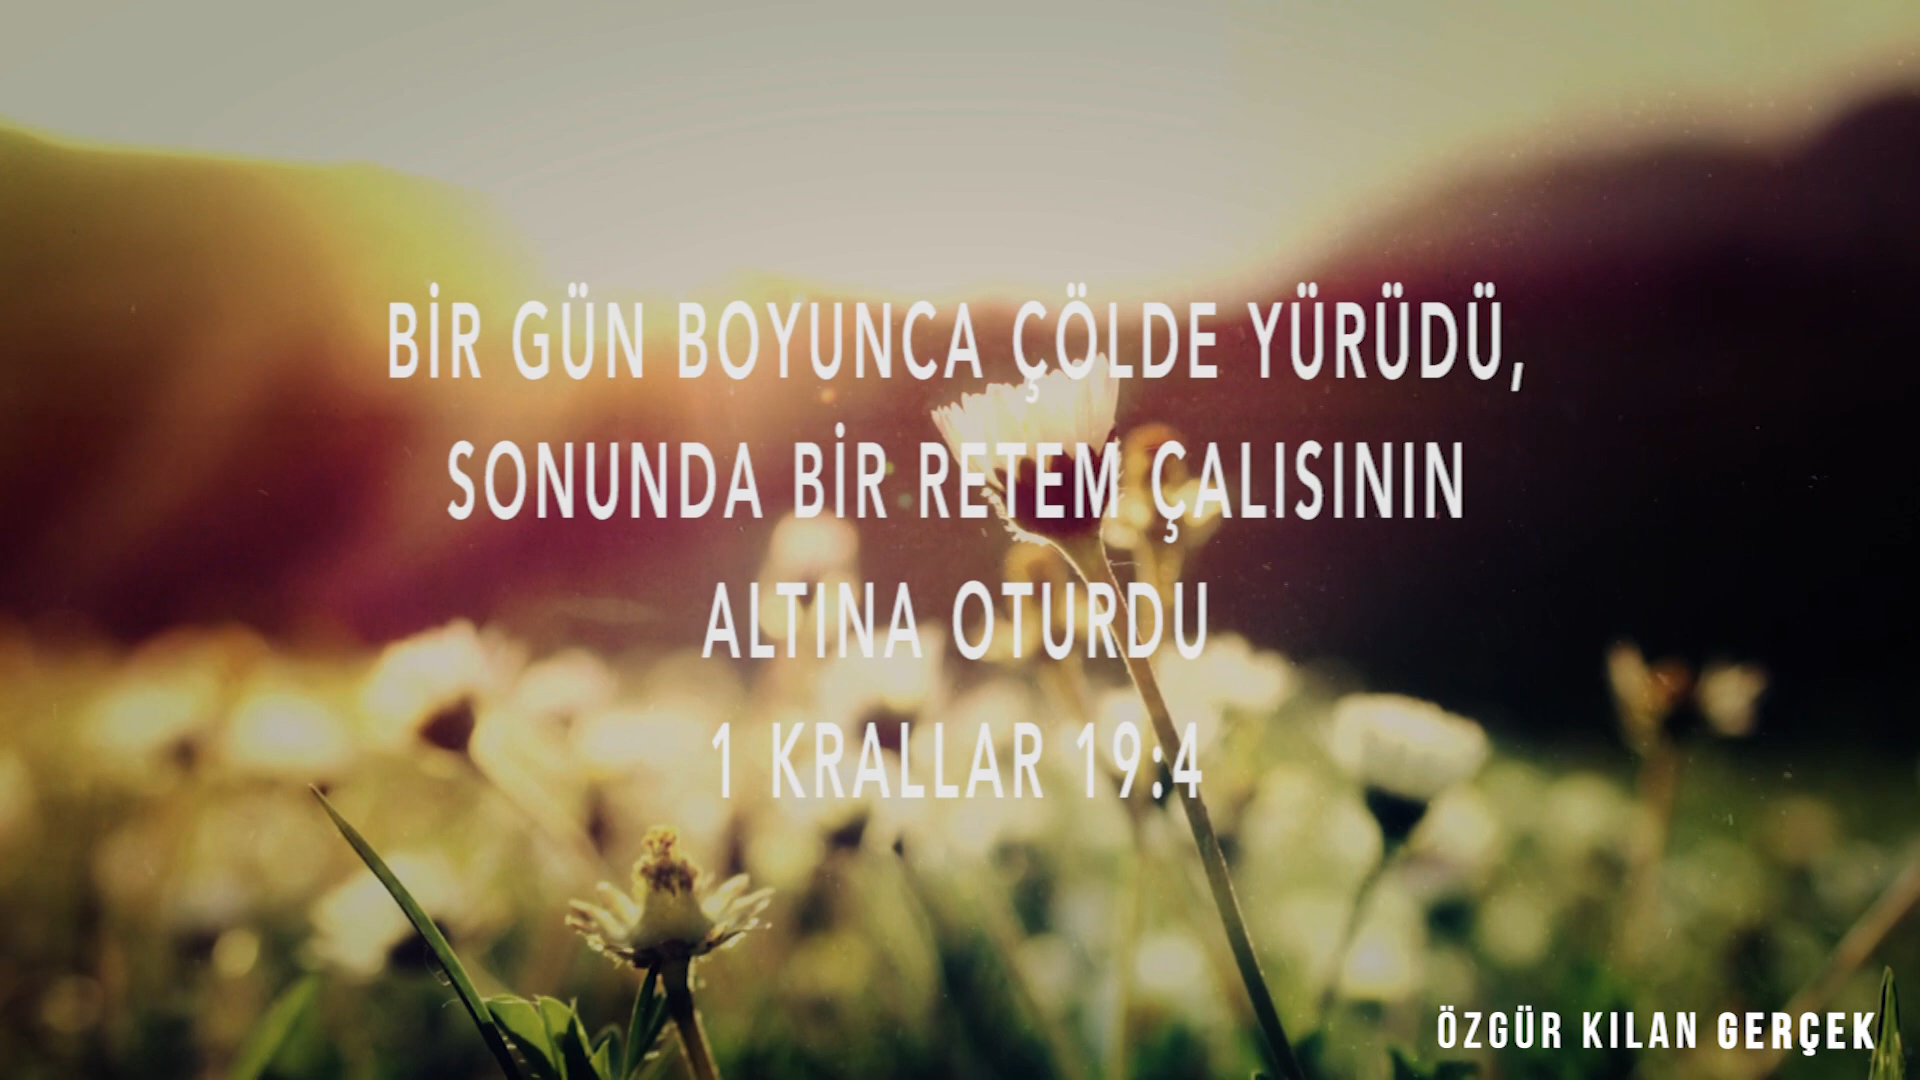 BİR GÜN BOYUNCA ÇÖLDE YÜRÜDÜ,
SONUNDA BİR RETEM ÇALISININ
ALTINA OTURDU
1 KRALLAR 19:4
ÖZGÜR KILAN GERÇEK